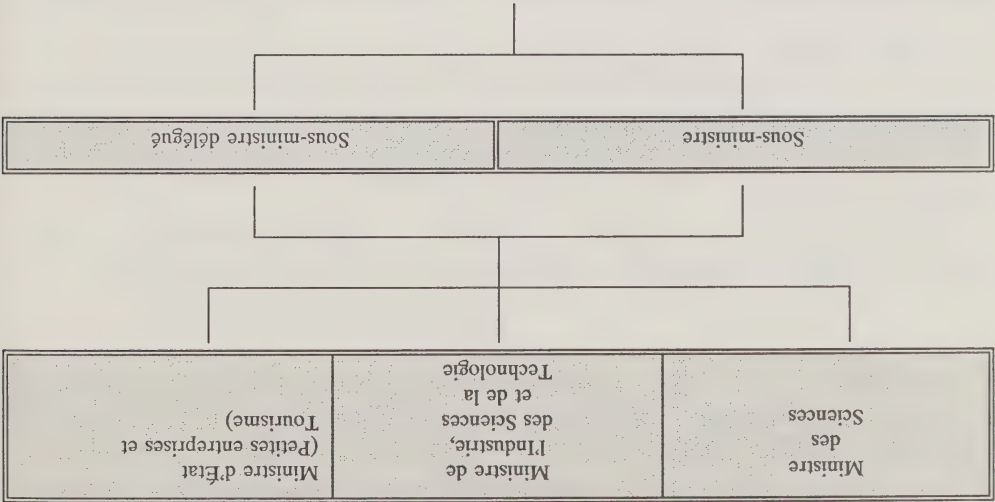 Ministre
des
Sciences
Ministre de
l'Industrie,
des Sciences
et de la
Technologie
Ministre d'État
(Petites entreprises et
Tourisme)
Sous-ministre
Sous-ministre délégué